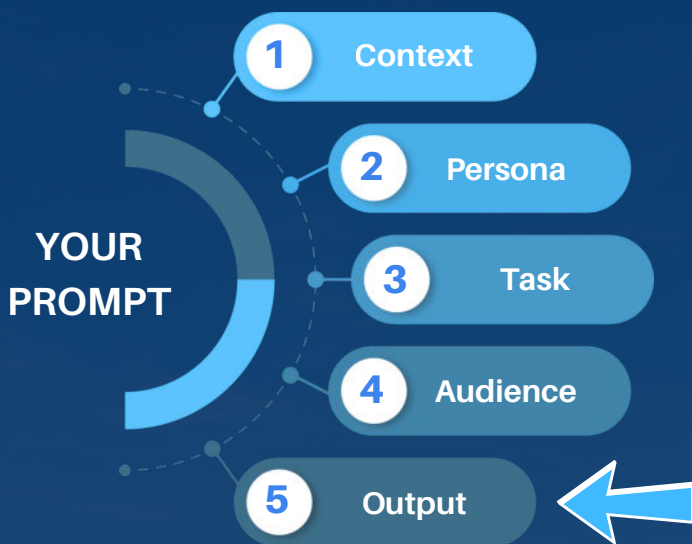 1 Context
2 Persona
YOUR
PROMPT
3 Task
4 Audience
5 Output